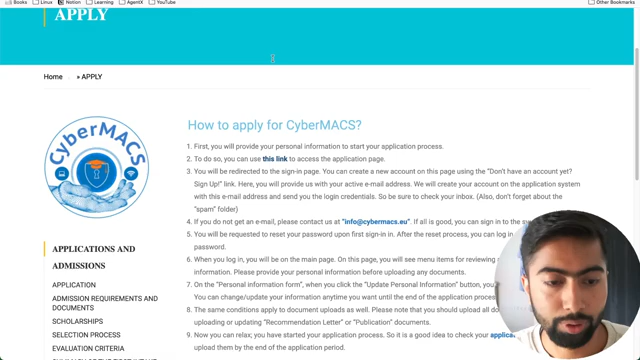 Books Linux Notion Learning AgentX YouTube Other Bookmarks
APPLY
Home » APPLY
CyberMACS
How to apply for CyberMACS?
1. First, you will provide your personal information to start your application process.
2. To do so, you can use this link to access the application page.
3. You will be redirected to the sign-in page. You can create a new account on this page using the "Don't have an account yet?
Sign Up! link. Here, you will provide us with your active e-mail address. We will create your account on the application system
with this e-mail address and send you the login credentials. So be sure to check your inbox. (Also, don't forget about the
"spam" folder)
4. If you do not get an e-mail, please contact us at "info@cybermacs.eu". If all is good, you can sign in to the
5. You will be requested to reset your password upon first sign-in. After the reset process, you can log in
password.
6. When you log in, you will be on the main page. On this page, you will see menu items for reviewing
information. Please provide your personal information before uploading any documents.
7. On the "Personal information" form, when you click the "Update Personal Information" button,
You can change/update your information anytime you want until the end of the application
8. The same conditions apply to document uploads as well. Please note that you should upload all
uploading or updating "Recommendation Letter" or "Publication" documents.
9. Now you can relax; you have started your application process. So it is a good idea to check your
upload them by the end of the application period.
APPLICATIONS AND
ADMISSIONS
APPLICATION
ADMISSION REQUIREMENTS AND
DOCUMENTS
SCHOLARSHIPS
SELECTION PROCESS
EVALUATION CRITERIA